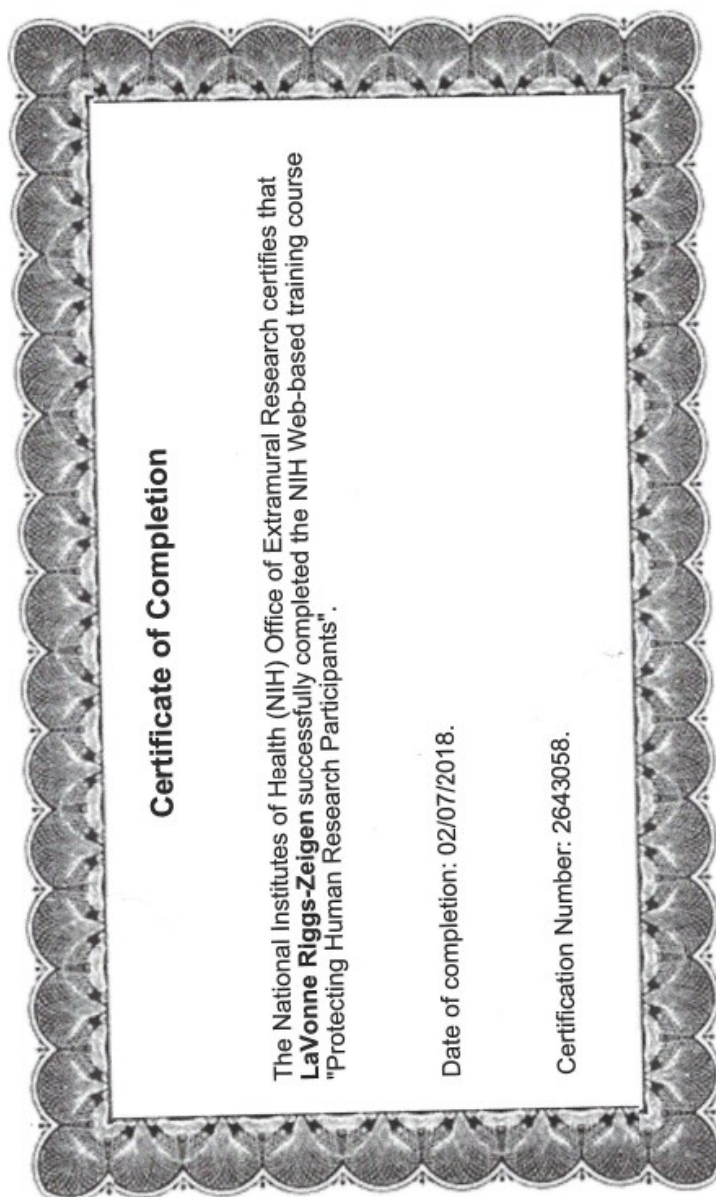 Certificate of Completion
The National Institutes of Health (NIH) Office of Extramural Research certifies that
LaVonne Riggs-Zeigen successfully completed the NIH Web-based training course
"Protecting Human Research Participants".
Date of completion: 02/07/2018.
Certification Number: 2643058.